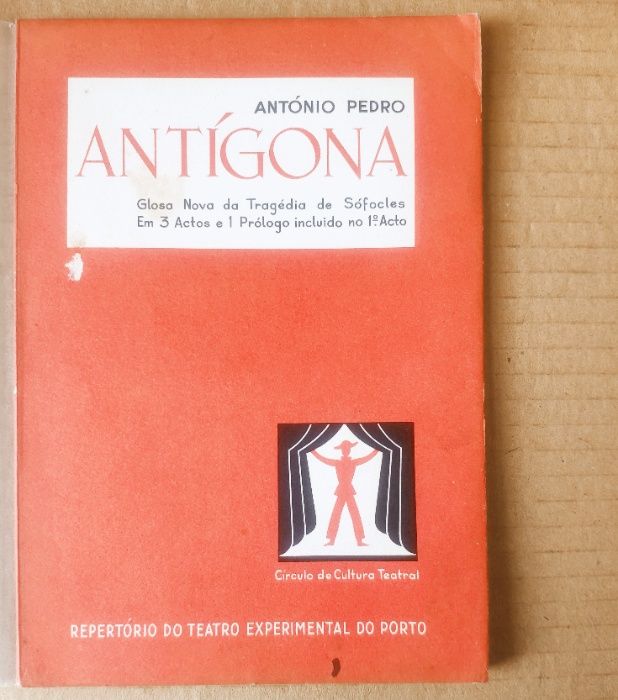 ANTÓNIO PEDRO
ANTÍGONA
Glosa Nova da Tragédia de Sófocles
Em 3 Actos e 1 Prólogo incluido no 1º. Acto
Círculo de Cultura Teatral
REPERTÓRIO DO TEATRO EXPERIMENTAL DO PORTO